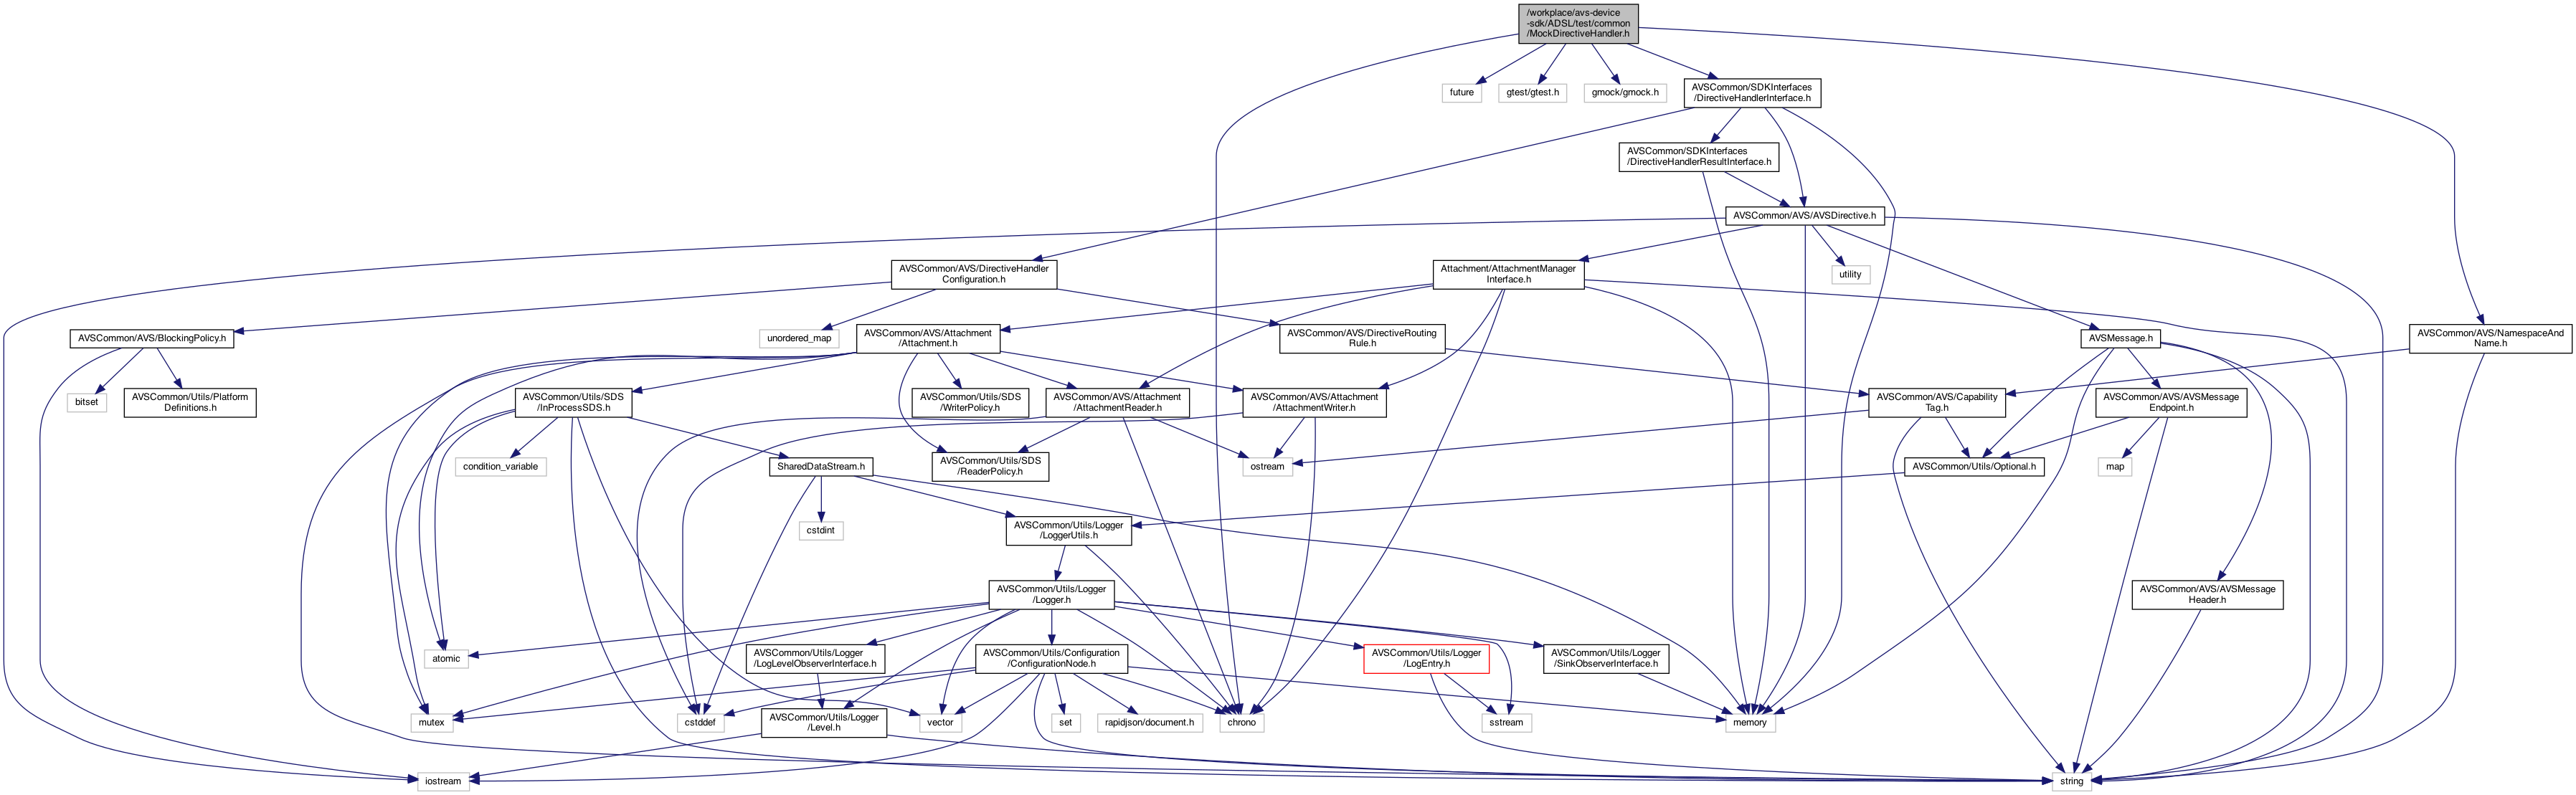 /workplace/avs-device
-sdk/ADSL/test/common
/MockDirectiveHandler.h
future
gtest/gtest.h
gmock/gmock.h
AVSCommon/SDKInterfaces
/DirectiveHandlerInterface.h
AVSCommon/SDKInterfaces
/DirectiveHandlerResultInterface.h
AVSCommon/AVS/AVSDirective.h
AVSCommon/AVS/DirectiveHandler
Configuration.h
Attachment/AttachmentManager
Interface.h
utility
AVSCommon/AVS/BlockingPolicy.h
unordered_map
AVSCommon/AVS/Attachment
/Attachment.h
AVSCommon/AVS/DirectiveRouting
Rule.h
AVSMessage.h
AVSCommon/AVS/NamespaceAnd
Name.h
bitset
AVSCommon/Utils/Platform
Definitions.h
AVSCommon/Utils/SDS
/InProcessSDS.h
AVSCommon/Utils/SDS
/WriterPolicy.h
AVSCommon/AVS/Attachment
/AttachmentReader.h
AVSCommon/AVS/Attachment
/AttachmentWriter.h
AVSCommon/AVS/Capability
Tag.h
AVSCommon/AVS/AVSMessage
Endpoint.h
condition_variable
SharedDataStream.h
AVSCommon/Utils/SDS
/ReaderPolicy.h
ostream
AVSCommon/Utils/Optional.h
map
cstdint
AVSCommon/Utils/Logger
/LoggerUtils.h
AVSCommon/Utils/Logger
/Logger.h
AVSCommon/AVS/AVSMessage
Header.h
atomic
AVSCommon/Utils/Logger
/LogLevelObserverInterface.h
AVSCommon/Utils/Configuration
/ConfigurationNode.h
AVSCommon/Utils/Logger
/LogEntry.h
AVSCommon/Utils/Logger
/SinkObserverInterface.h
mutex
cstddef
AVSCommon/Utils/Logger
/Level.h
vector
set
rapidjson/document.h
chrono
sstream
memory
iostream
string